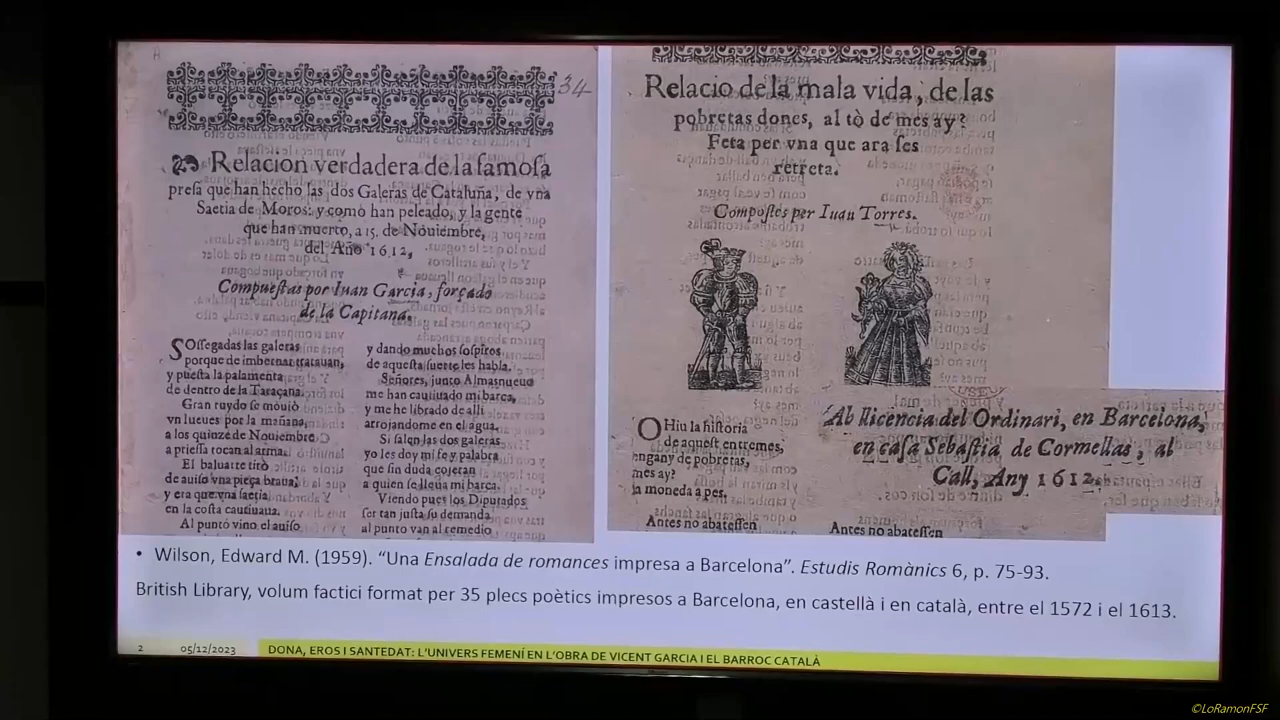 34
Relacion verdadera de la famosa
presa que han hecho las dos Galeras de Cataluña, de vna
Saetia de Moros: y como han peleado, y la gente
que han muerto, a 15. de Nouiembre,
del Año 1612,
Compuestas por Iuan Garcia, forçado
de la Capitana.
SOssegadas las galeras
porque de imbernar tratauan,
y puesta la palamenta
de dentro de la Taraçana.
Gran ruydo se mouiò
vn lueues por la mañana,
a los quinze de Nouiembre
a priessa tocan al arma.
El baluarte tirò
de auiso vna pieça braua,
y era que vna saetia,
en la costa cautiuaua.
Al punto vino el auiso
y dando muchos sospiros
de aquesta suerte les habla.
Señores, junto Almasnueuo
me han cautiuado mi barca,
y me he librado de alli
arrojandome en el agua.
Si salen las dos galeras
yo les doy mi fe y palabra
que sin duda cojeran
a quien se lleua mi barca.
Viendo pues los Diputados
ser tan justa su demanda
al punto van al remedio
Relacio de la mala vida, de las
pobretas dones, al tò de mes ay?
Feta per vna que ara ses
retreta.
Compostes per Iuan Torres.
OHiu la historia
de aquest entremes,
engany de pobretas,
mes ay?
la moneda a pes.
Antes no abatessen
Antes no abatessen
Ab llicencia del Ordinari, en Barcelona,
en casa Sebastia de Cormellas, al
Call, Any 1612.
• Wilson, Edward M. (1959). “Una Ensalada de romances impresa a Barcelona”. Estudis Romànics 6, p. 75-93.
British Library, volum factici format per 35 plecs poètics impresos a Barcelona, en castellà i en català, entre el 1572 i el 1613.
2 05/12/2023 DONA, EROS I SANTEDAT: L’UNIVERS FEMENÍ EN L’OBRA DE VICENT GARCIA I EL BARROC CATALÀ
©LoRamonFSF